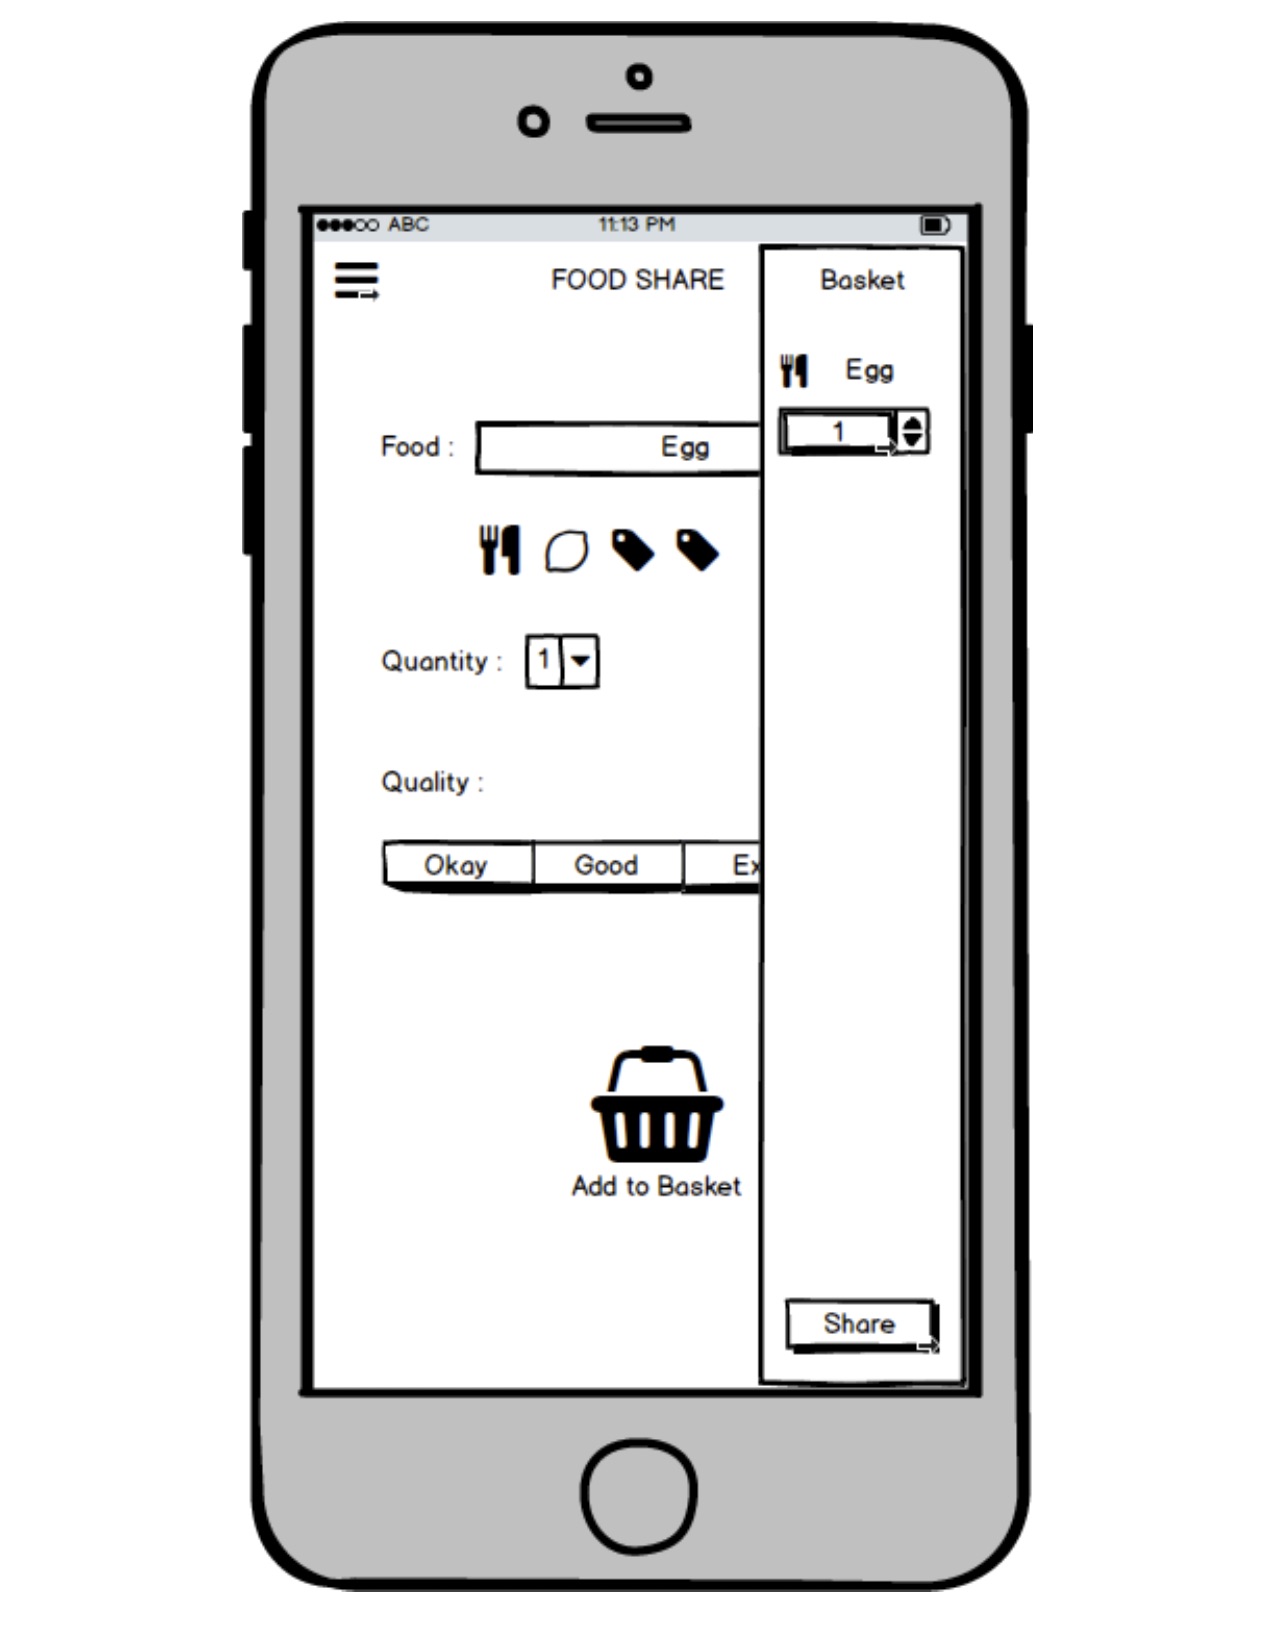 ABC 11:13 PM
FOOD SHARE
Basket
Egg
1
Food : Egg
Quantity : 1
Quality :
Okay Good Ex
Add to Basket
Share